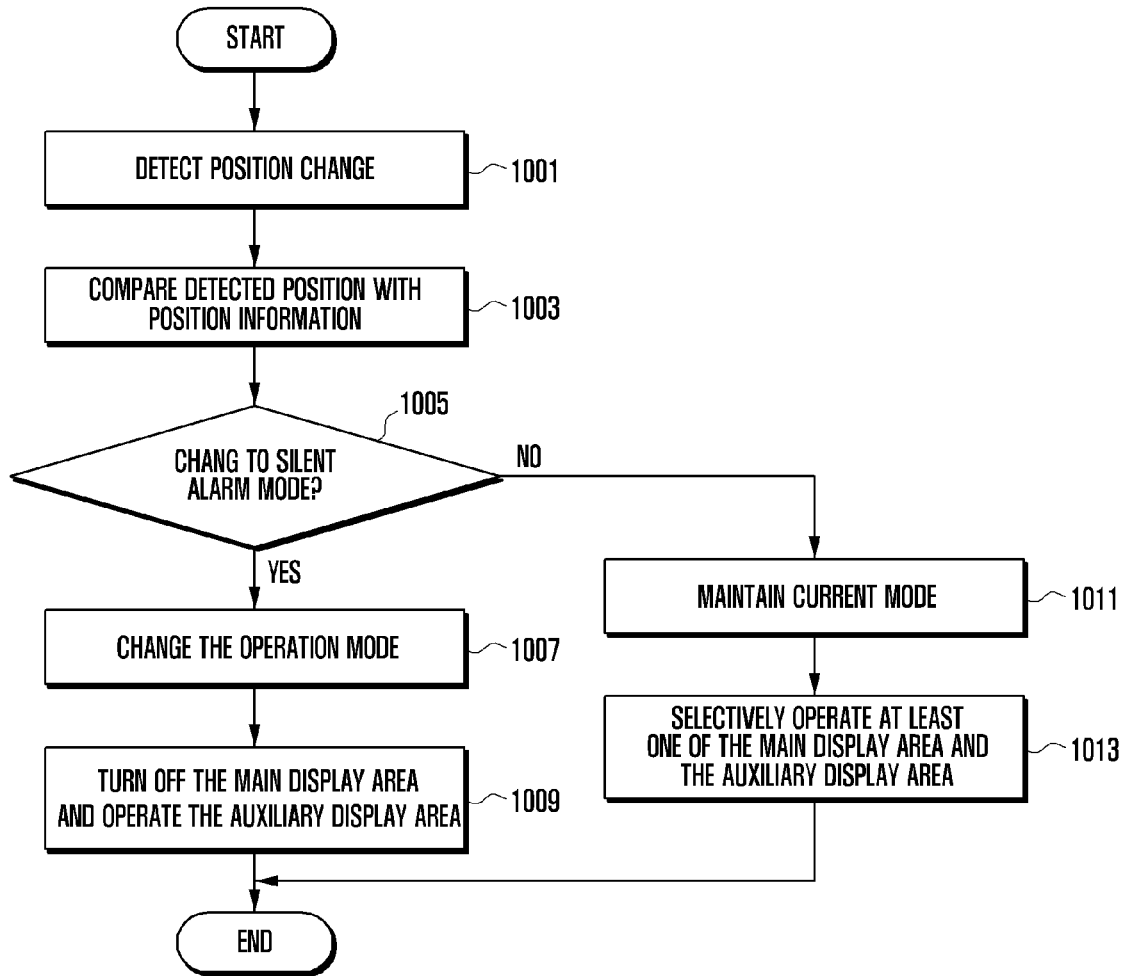 START
DETECT POSITION CHANGE
1001
COMPARE DETECTED POSITION WITH
POSITION INFORMATION
1003
1005
CHANG TO SILENT
ALARM MODE?
NO
YES
CHANGE THE OPERATION MODE
1007
MAINTAIN CURRENT MODE
1011
TURN OFF THE MAIN DISPLAY AREA
AND OPERATE THE AUXILIARY DISPLAY AREA
1009
SELECTIVELY OPERATE AT LEAST
ONE OF THE MAIN DISPLAY AREA AND
THE AUXILIARY DISPLAY AREA
1013
END